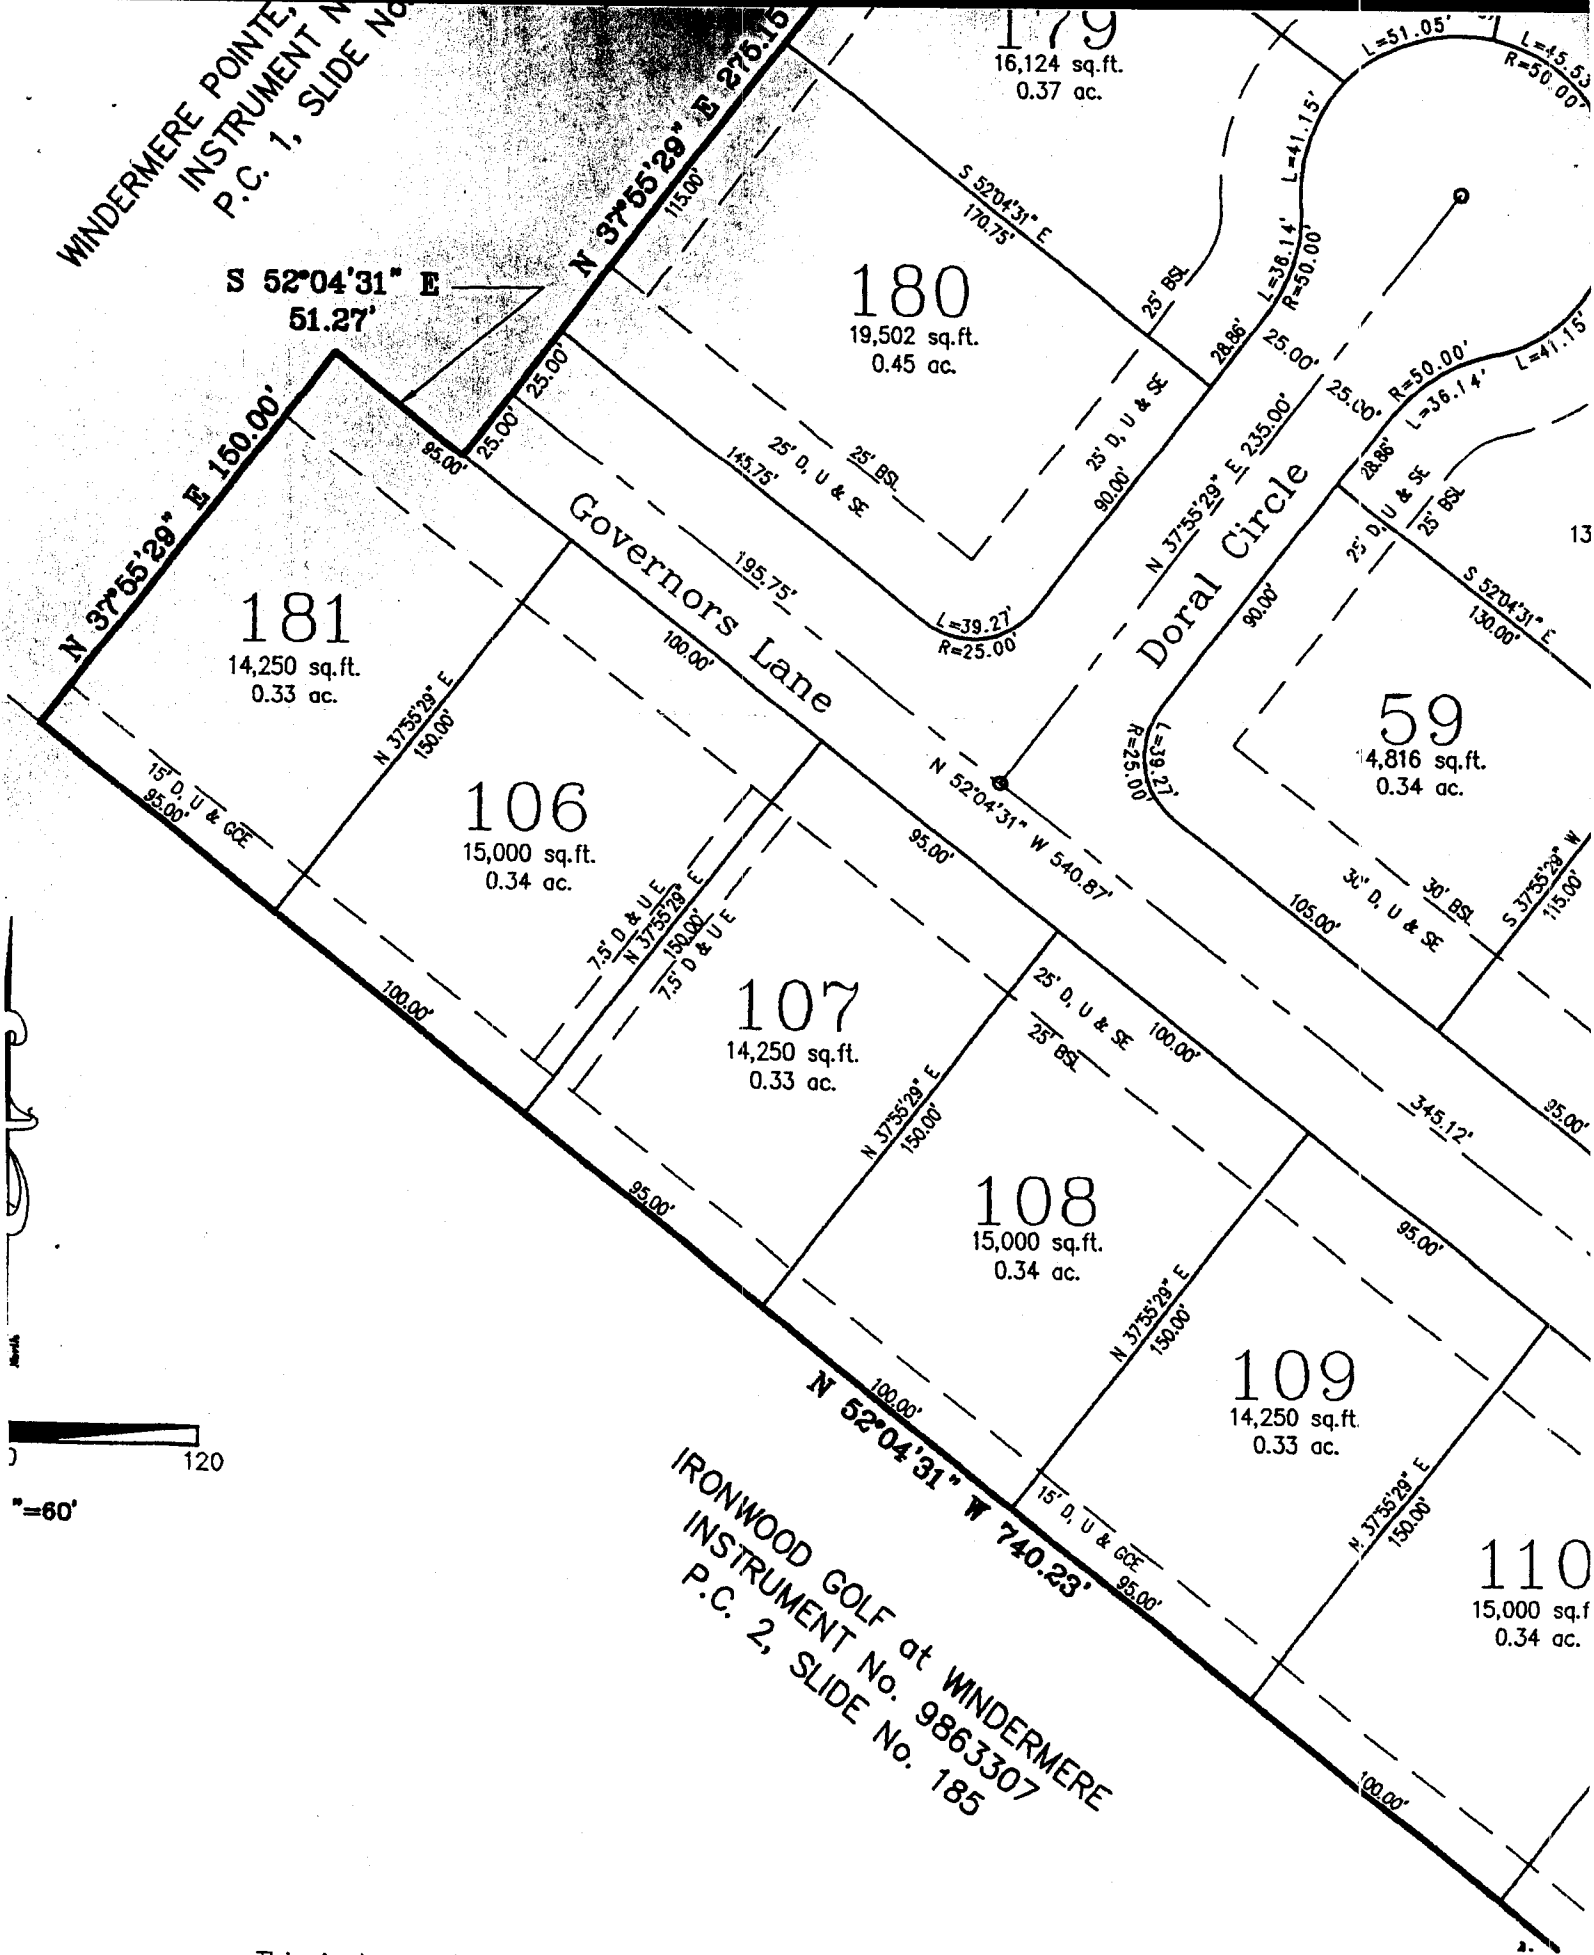 WINDERMERE POINTE,
INSTRUMENT N
P.C. 1, SLIDE No
S 52°04'31" E
51.27'
N 37°55'29" E 275.15
115.00'
179
16,124 sq.ft.
0.37 ac.
L=51.05'
L=45.53
R=50.00'
L=41.15'
S 52°04'31" E
170.75'
L=36.14'
R=50.00'
25' BSL
28.86'
180
19,502 sq.ft.
0.45 ac.
25.00'
25.00'
R=50.00'
L=36.14'
L=41.15'
28.86'
25.00'
25.00'
95.00'
N 37°55'29" E 150.00'
25' BSL
25' D, U & SE
145.75'
25' D, U & SE
90.00'
N 37°55'29" E 235.00'
Doral Circle
25' D, U & SE
25' BSL
13
S 52°04'31" E
130.00'
90.00'
Governors Lane
195.75'
L=39.27'
R=25.00'
100.00'
181
14,250 sq.ft.
0.33 ac.
N 37°55'29" E
150.00'
15' D, U & GCE
95.00'
L=39.27'
R=25.00'
59
4,816 sq.ft.
0.34 ac.
N 52°04'31" W 540.87'
106
15,000 sq.ft.
0.34 ac.
95.00'
30' BSL
30' D, U & SE
105.00'
S 37°55'29" W
115.00'
7.5' D & U E
N 37°55'29" E
150.00'
7.5' D & U E
100.00'
107
14,250 sq.ft.
0.33 ac.
25' D, U & SE
25' BSL
100.00'
345.12'
95.00'
N 37°55'29" E
150.00'
95.00'
108
15,000 sq.ft.
0.34 ac.
95.00'
N 37°55'29" E
150.00'
100.00'
N 52°04'31" W 740.23'
109
14,250 sq.ft.
0.33 ac.
15' D, U & GCE
95.00'
N 37°55'29" E
150.00'
110
15,000 sq.f
0.34 ac.
100.00'
North
0
120
"=60'
IRONWOOD GOLF at WINDERMERE
INSTRUMENT No. 9863307
P.C. 2, SLIDE No. 185